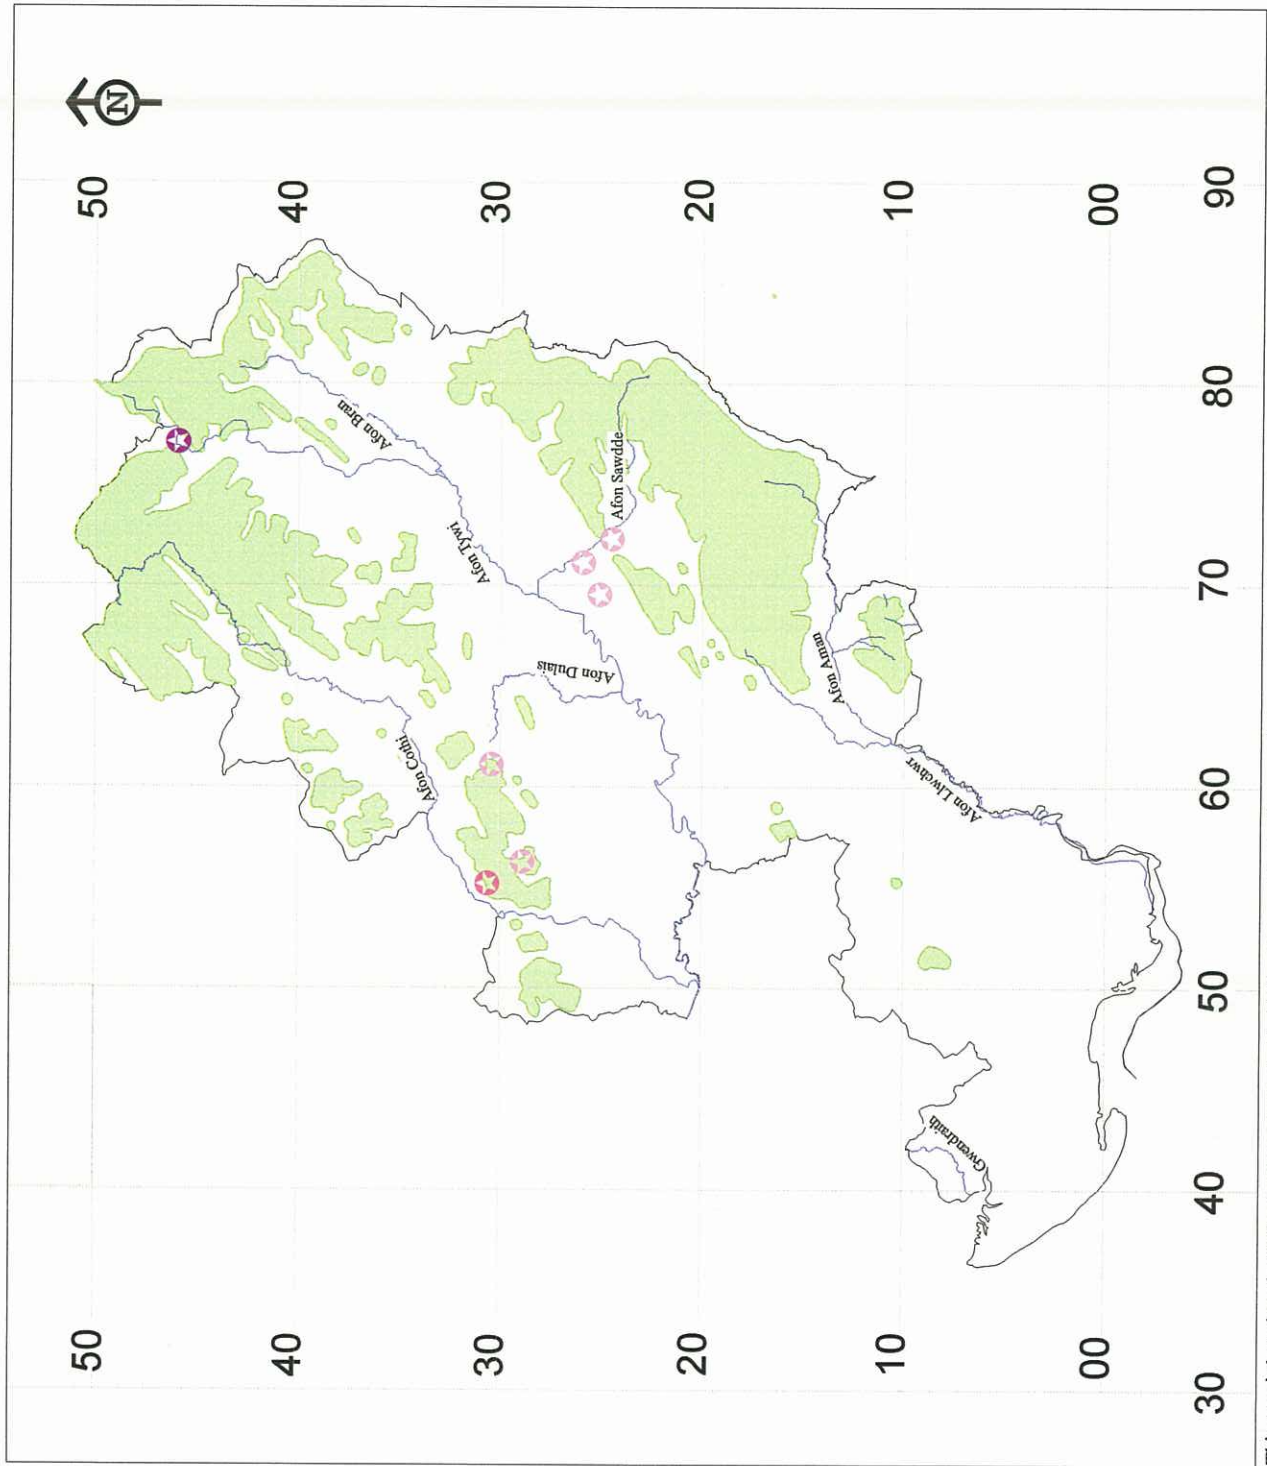 N
50 50
40 40
Afon Cothi
Afon Bran
Afon Tywi
30 30
Afon Dulais
Afon Sawdde
20 20
Afon Aman
10 10
Afon Llwchwr
Gwendraith
00 00
30 40 50 60 70 80 90